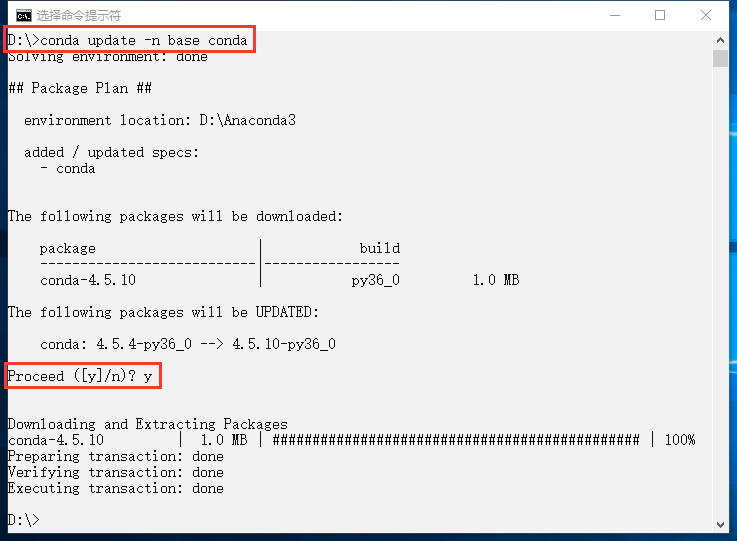 选择命令提示符
D:\>conda update -n base conda
Solving environment: done
## Package Plan ##
environment location: D:\Anaconda3
added / updated specs:
- conda
The following packages will be downloaded:
package | build
---------------------------|-----------------
conda-4.5.10 | py36_0 1.0 MB
The following packages will be UPDATED:
conda: 4.5.4-py36_0 --> 4.5.10-py36_0
Proceed ([y]/n)? y
Downloading and Extracting Packages
conda-4.5.10 | 1.0 MB | ############################################## | 100%
Preparing transaction: done
Verifying transaction: done
Executing transaction: done
D:\>